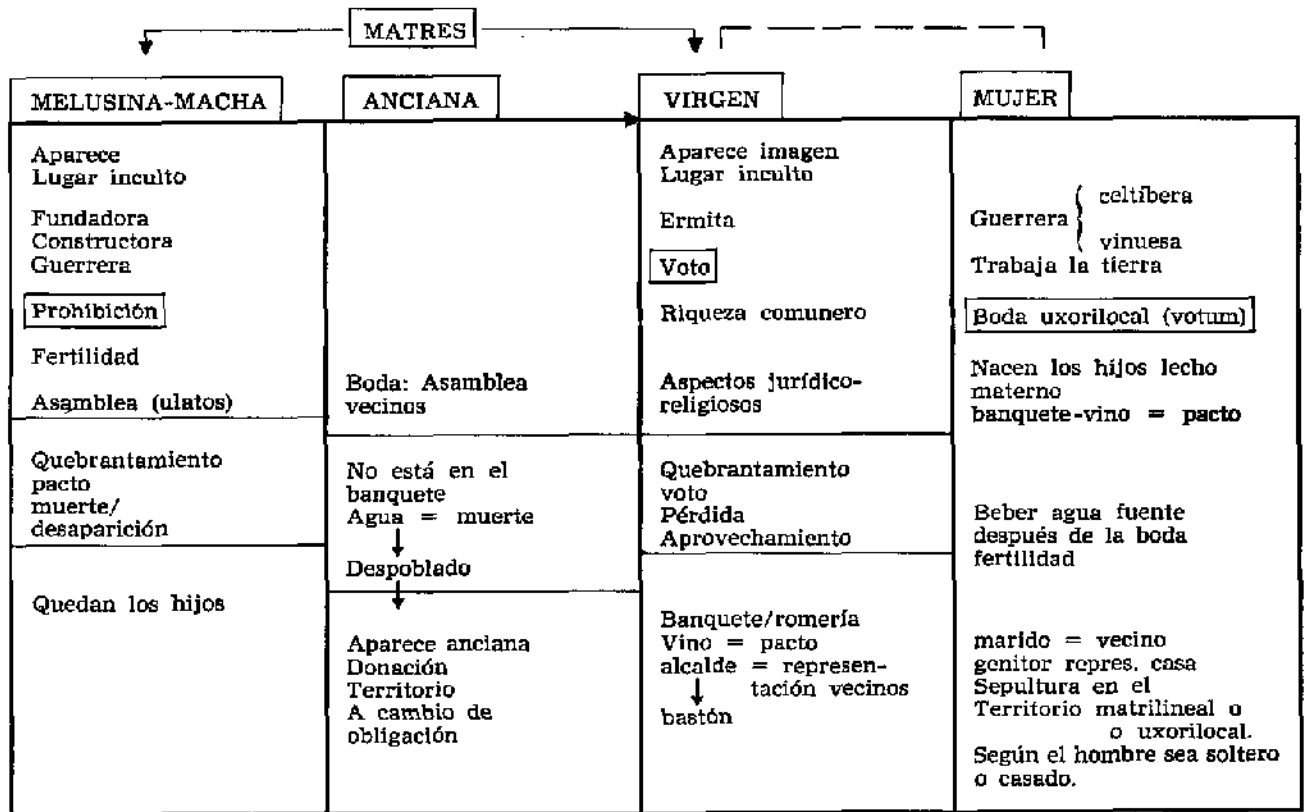 MATRES
MELUSINA-MACHA
Aparece
Lugar inculto
Fundadora
Constructora
Guerrera
Prohibición
Fertilidad
Asamblea (ulatos)
Quebrantamiento
pacto
muerte/
desaparición
Quedan los hijos
ANCIANA
Boda: Asamblea
vecinos
No está en el
banquete
Agua = muerte
Despoblado
Aparece anciana
Donación
Territorio
A cambio de
obligación
VIRGEN
Aparece imagen
Lugar inculto
Ermita
Voto
Riqueza comunero
Aspectos jurídico-
religiosos
Quebrantamiento
voto
Pérdida
Aprovechamiento
Banquete/romería
Vino = pacto
alcalde = represen-
tación vecinos
bastón
MUJER
celtíbera
Guerrera
vinuesa
Trabaja la tierra
Boda uxorilocal (votum)
Nacen los hijos lecho
materno
banquete-vino = pacto
Beber agua fuente
después de la boda
fertilidad
marido = vecino
genitor repres. casa
Sepultura en el
Territorio matrilineal o
o uxorilocal.
Según el hombre sea soltero
o casado.